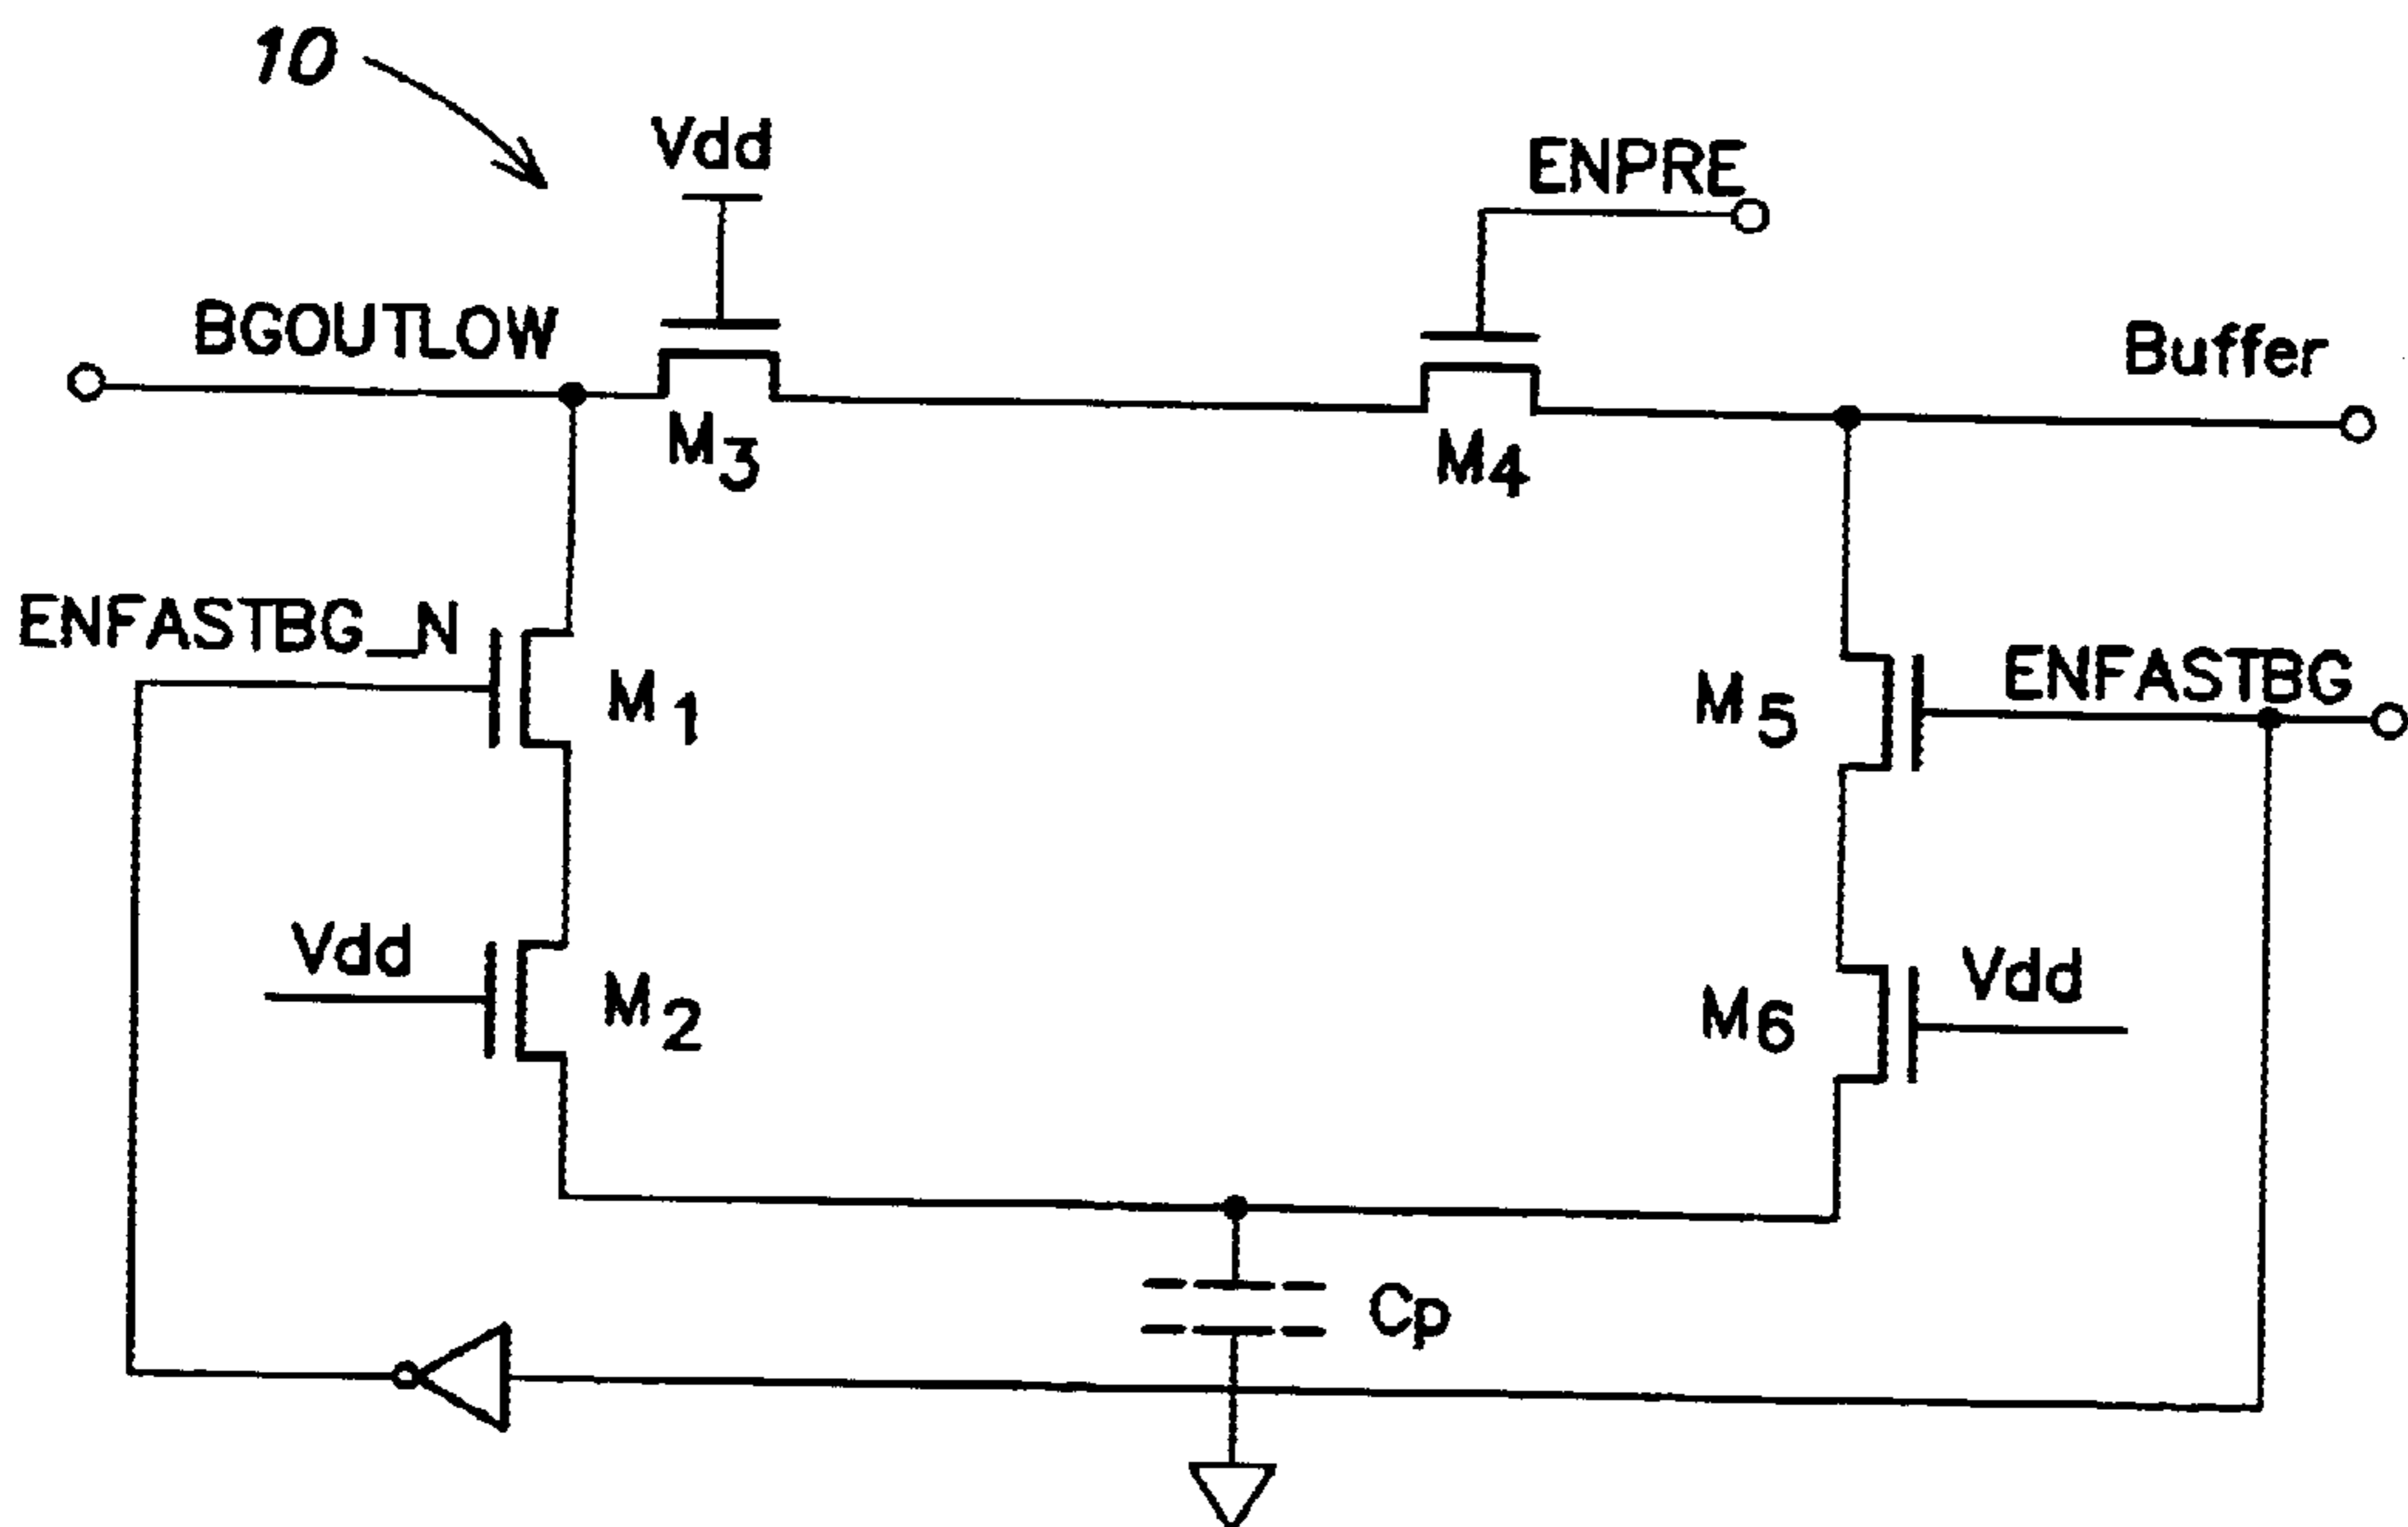 10
Vdd
ENPRE
BGOUTLOW
Buffer
M3
M4
ENFASTBG_N
M1
M5
ENFASTBG
Vdd
M2
M6
Vdd
Cp